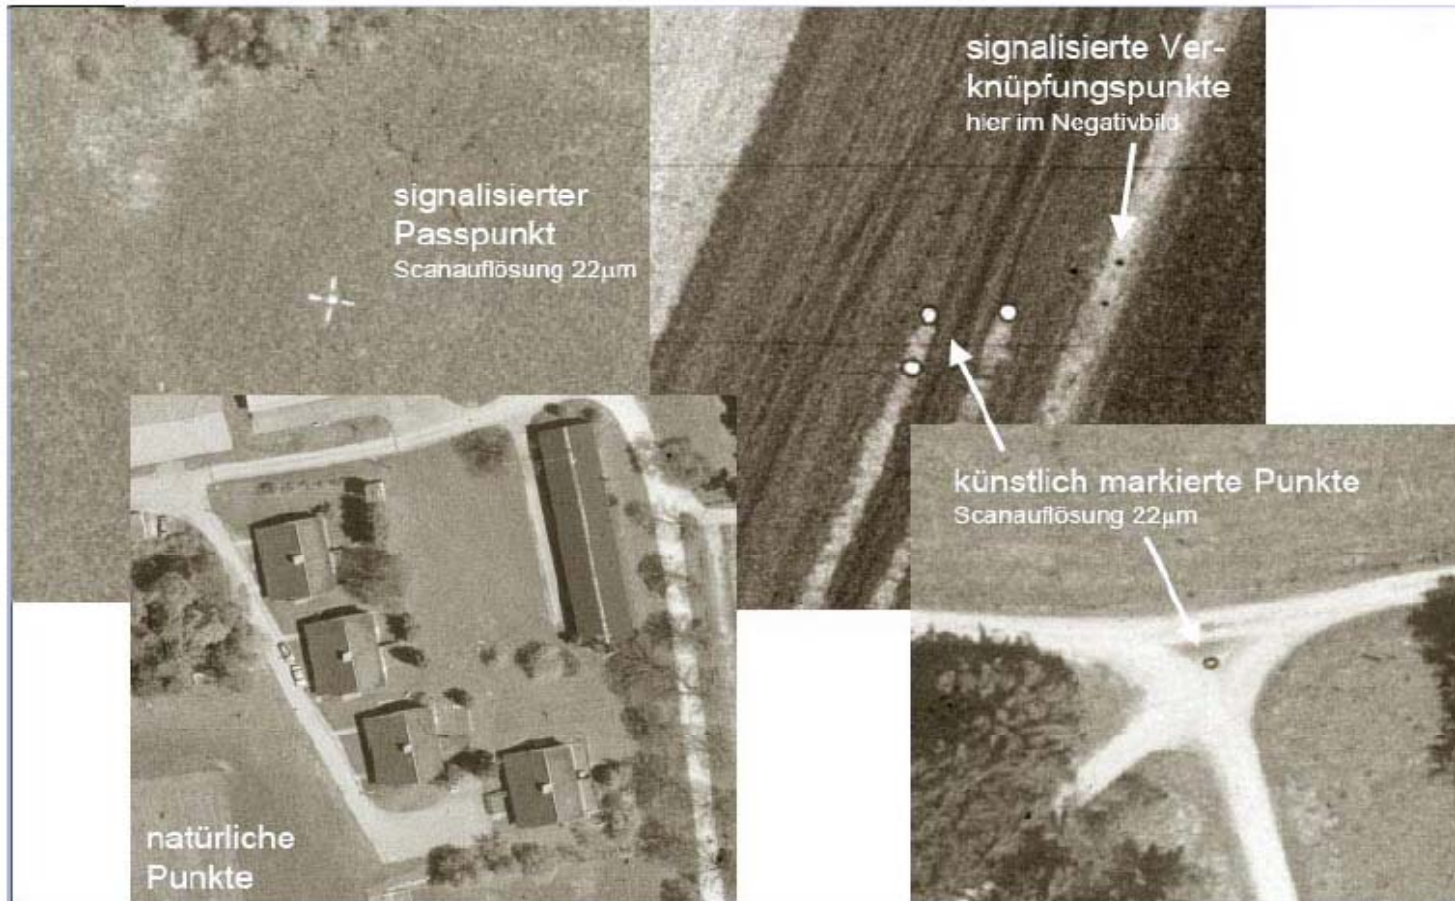 signalisierter
Passpunkt
Scanauflösung 22µm
signalisierte Ver-
knüpfungspunkte
hier im Negativbild
künstlich markierte Punkte
Scanauflösung 22µm
natürliche
Punkte